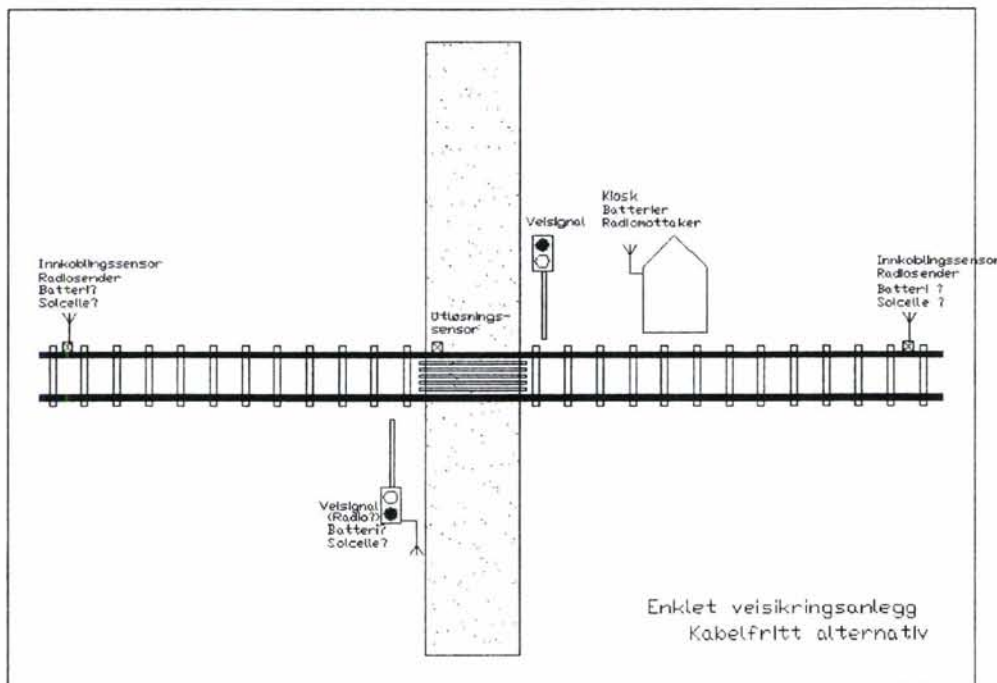 Kiosk
Batterier
Radiomottaker
Veisignal
Innkoblingssensor
Radiosender
Batteri?
Solcelle?
Innkoblingssensor
Radiosender
Batteri ?
Solcelle ?
Utløsnings-
sensor
Veisignal
(Radio?)
Batteri?
Solcelle?
Enklet veisikringsanlegg
Kabelfritt alternativ